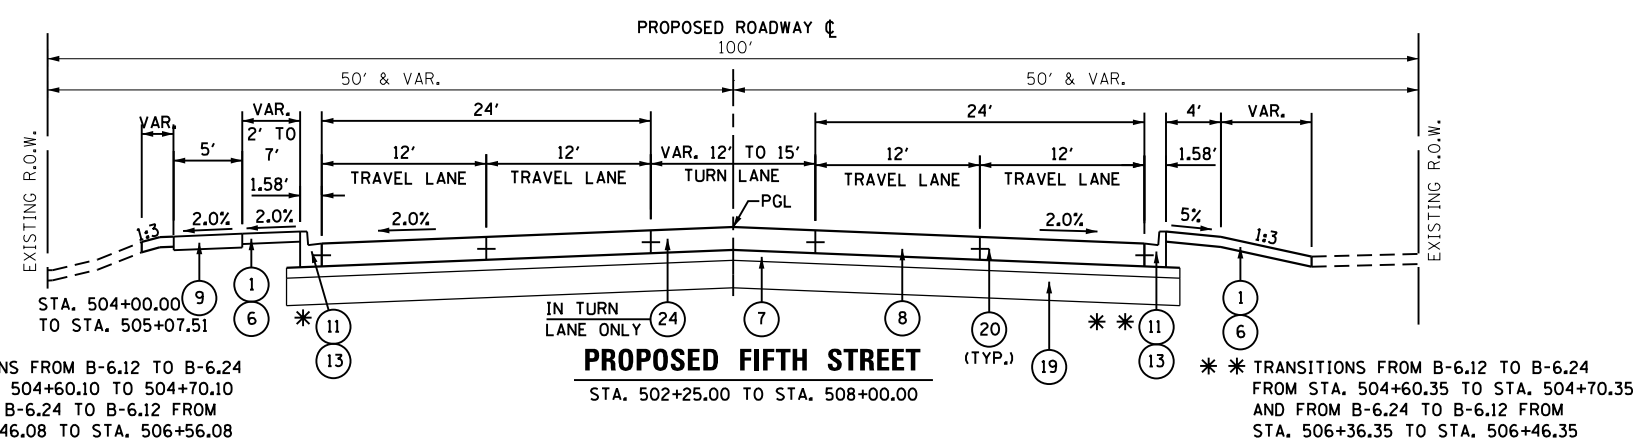 PROPOSED ROADWAY ℄
100'
50' & VAR.
50' & VAR.
EXISTING R.O.W.
EXISTING R.O.W.
VAR.
VAR.
2' TO
7'
5'
1.58'
24'
24'
4'
VAR.
12'
TRAVEL LANE
12'
TRAVEL LANE
VAR. 12' TO 15'
TURN LANE
12'
TRAVEL LANE
12'
TRAVEL LANE
1.58'
PGL
1:3
2.0%
2.0%
2.0%
2.0%
5%
1:3
STA. 504+00.00
TO STA. 505+07.51
9
1
6
*
11
13
IN TURN
LANE ONLY
24
7
8
20
(TYP.)
19
* *
11
13
1
6
PROPOSED FIFTH STREET
STA. 502+25.00 TO STA. 508+00.00
NS FROM B-6.12 TO B-6.24
504+60.10 TO 504+70.10
B-6.24 TO B-6.12 FROM
46.08 TO STA. 506+56.08
* * TRANSITIONS FROM B-6.12 TO B-6.24
FROM STA. 504+60.35 TO STA. 504+70.35
AND FROM B-6.24 TO B-6.12 FROM
STA. 506+36.35 TO STA. 506+46.35